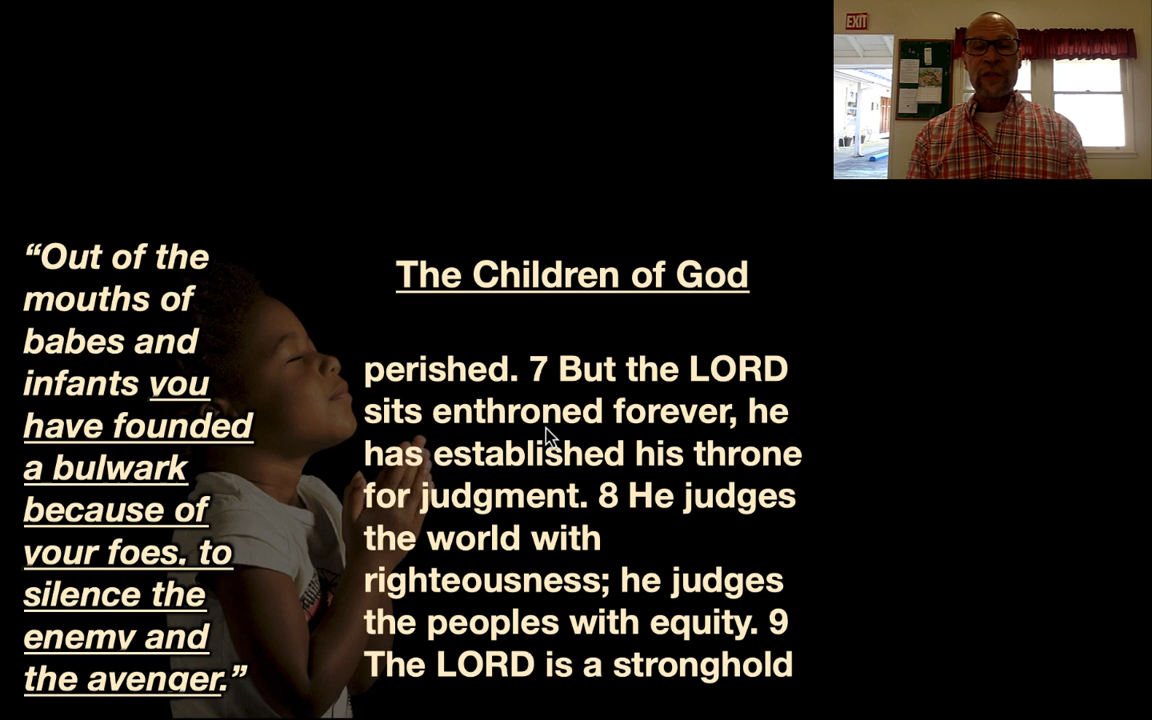 EXIT
“Out of the
mouths of
babes and
infants you
have founded
a bulwark
because of
your foes, to
silence the
enemy and
the avenger.”
The Children of God
perished. 7 But the LORD
sits enthroned forever, he
has established his throne
for judgment. 8 He judges
the world with
righteousness; he judges
the peoples with equity. 9
The LORD is a stronghold